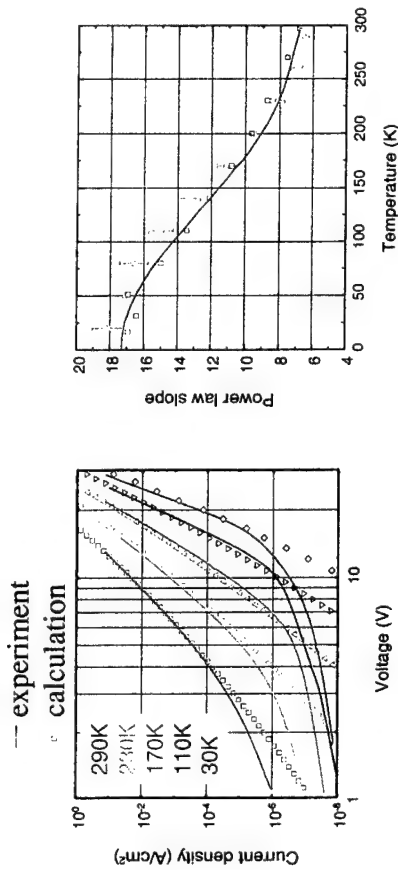 — experiment
° calculation
10⁰
10⁻²
10⁻⁴
10⁻⁶
10⁻⁸
Current density (A/cm²)
290K
230K
170K
110K
30K
1
10
Voltage (V)
20
18
16
14
12
10
8
6
4
Power law slope
0
50
100
150
200
250
300
Temperature (K)